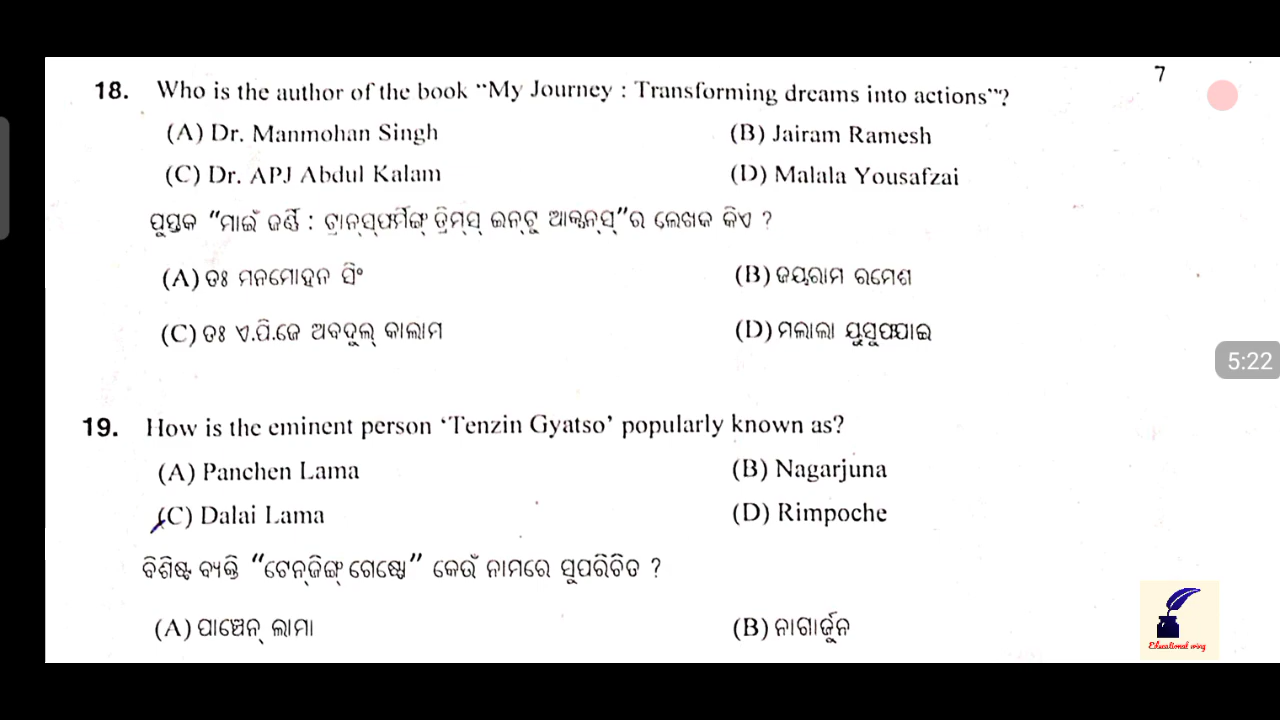 7
18. Who is the author of the book “My Journey : Transforming dreams into actions”?
(A) Dr. Manmohan Singh (B) Jairam Ramesh
(C) Dr. APJ Abdul Kalam (D) Malala Yousafzai
ପୁସ୍ତକ “ମାଇଁ ଜର୍ଣ୍ଣି : ଟ୍ରାନ୍ସ୍‌ଫର୍ମିଙ୍ଗ୍ ଡ୍ରିମ୍‌ସ୍ ଇନ୍‌ଟୁ ଆକ୍ସନ୍‌ସ୍”ର ଲେଖକ କିଏ ?
(A) ଡଃ ମନମୋହନ ସିଂ (B) ଜୟରାମ ରମେଶ
(C) ଡଃ ଏ.ପି.ଜେ ଅବଦୁଲ୍ କାଲାମ (D) ମଲାଲା ୟୁସୁଫଯାଇ
5:22
19. How is the eminent person ‘Tenzin Gyatso’ popularly known as?
(A) Panchen Lama (B) Nagarjuna
(C) Dalai Lama (D) Rimpoche
ବିଶିଷ୍ଟ ବ୍ୟକ୍ତି “ଟେନ୍‌ଜିଙ୍ଗ୍ ଗେଷ୍ଟୋ” କେଉଁ ନାମରେ ସୁପରିଚିତ ?
(A) ପାଞ୍ଚେନ୍ ଲାମା (B) ନାଗାର୍ଜୁନ
Educational wing